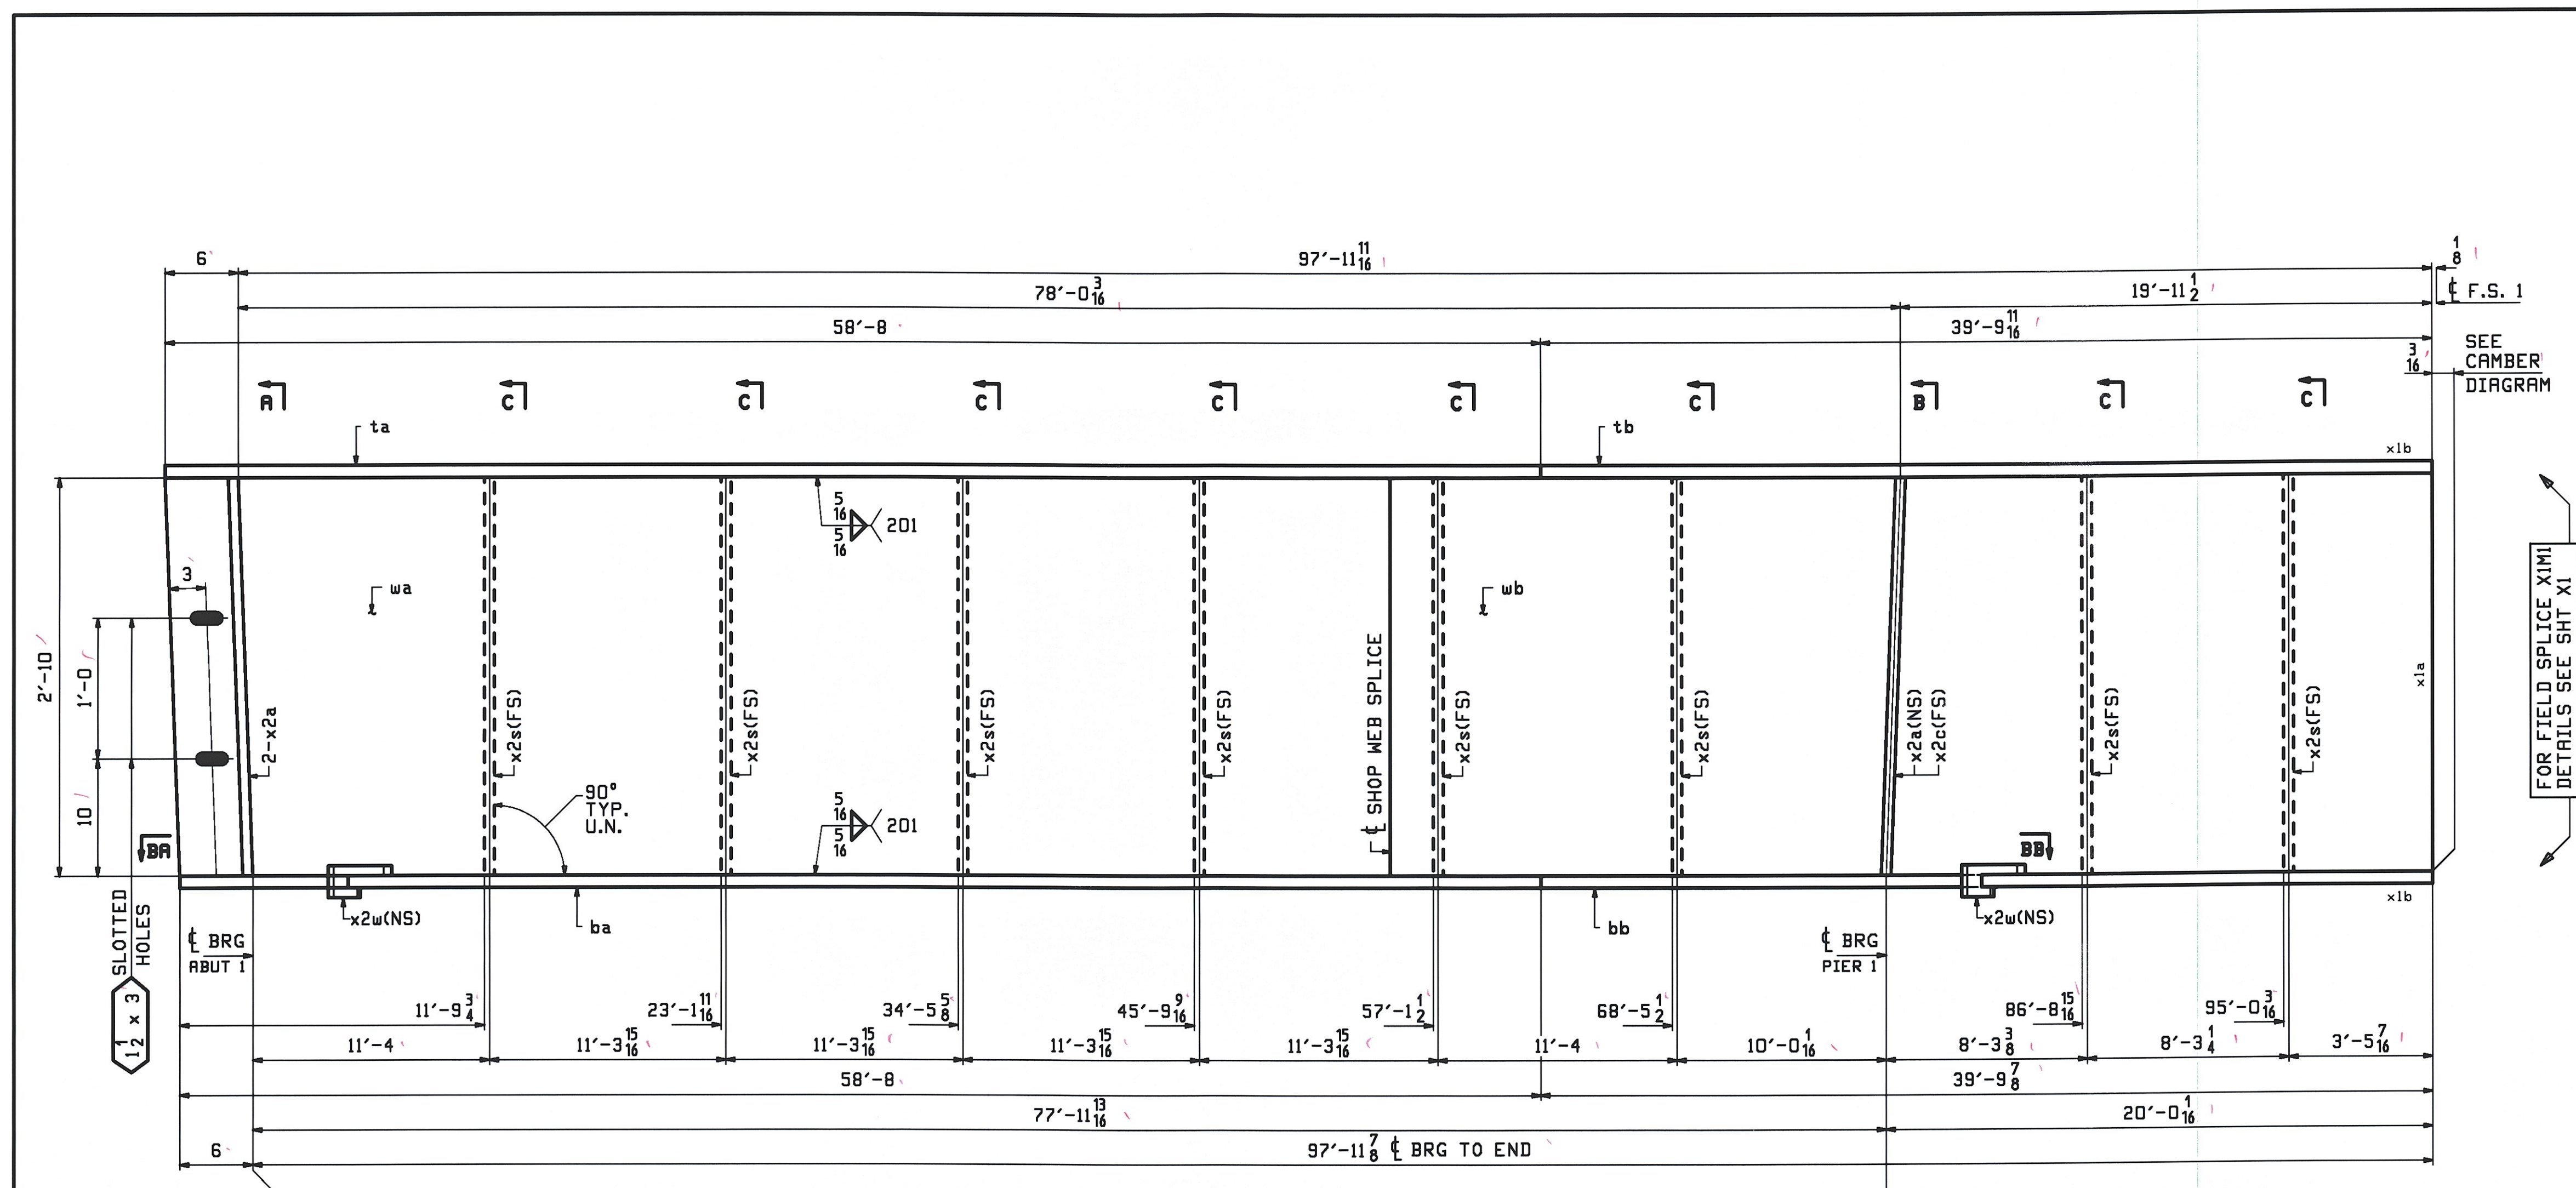 6
97′-11 11/16
1/8
78′-0 3/16
19′-11 1/2
℄ F.S. 1
58′-8
39′-9 11/16
3/16
SEE
CAMBER
DIAGRAM
A
C
C
C
C
C
C
B
C
C
ta
tb
x1b
5/16
5/16
201
3
wa
wb
2′-10
1′-0
10
SLOTTED
HOLES
1 1/2 x 3
2-x2a
x2s(FS)
x2s(FS)
x2s(FS)
x2s(FS)
℄ SHOP WEB SPLICE
x2s(FS)
x2s(FS)
x2a(NS)
x2c(FS)
x2s(FS)
x2s(FS)
x1a
FOR FIELD SPLICE X1M1
DETAILS SEE SHT X1
90°
TYP.
U.N.
5/16
5/16
201
BA
BB
x2w(NS)
ba
bb
x2w(NS)
x1b
℄ BRG
ABUT 1
℄ BRG
PIER 1
11′-9 3/4
23′-1 11/16
34′-5 5/8
45′-9 9/16
57′-1 1/2
68′-5 1/2
86′-8 15/16
95′-0 3/16
11′-4
11′-3 15/16
11′-3 15/16
11′-3 15/16
11′-3 15/16
11′-4
10′-0 1/16
8′-3 3/8
8′-3 1/4
3′-5 7/16
58′-8
39′-9 7/8
77′-11 13/16
20′-0 1/16
6
97′-11 7/8 ℄ BRG TO END